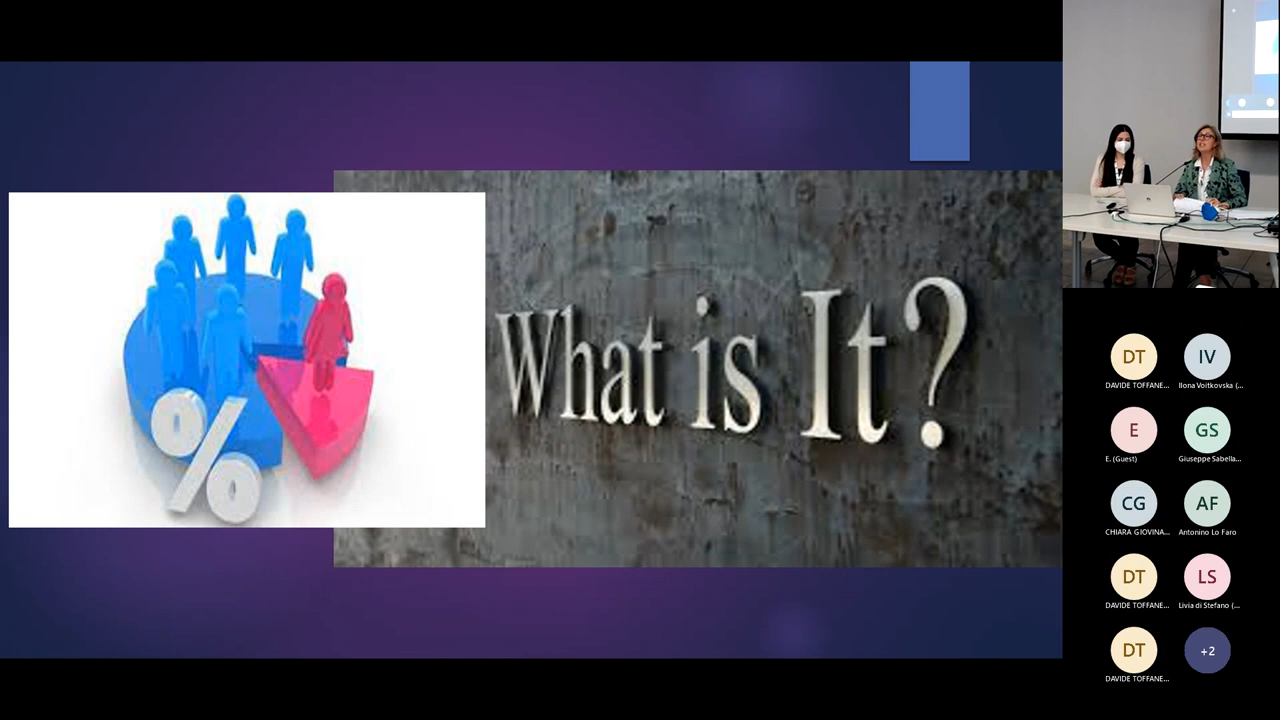 What is It?
%
DT
IV
DAVIDE TOFFANE...
Ilona Voitkovska (...
E
GS
E. (Guest)
Giuseppe Sabella...
CG
AF
CHIARA GIOVINA...
Antonino Lo Faro
DT
LS
DAVIDE TOFFANE...
Livia di Stefano (...
DT
+2
DAVIDE TOFFANE...